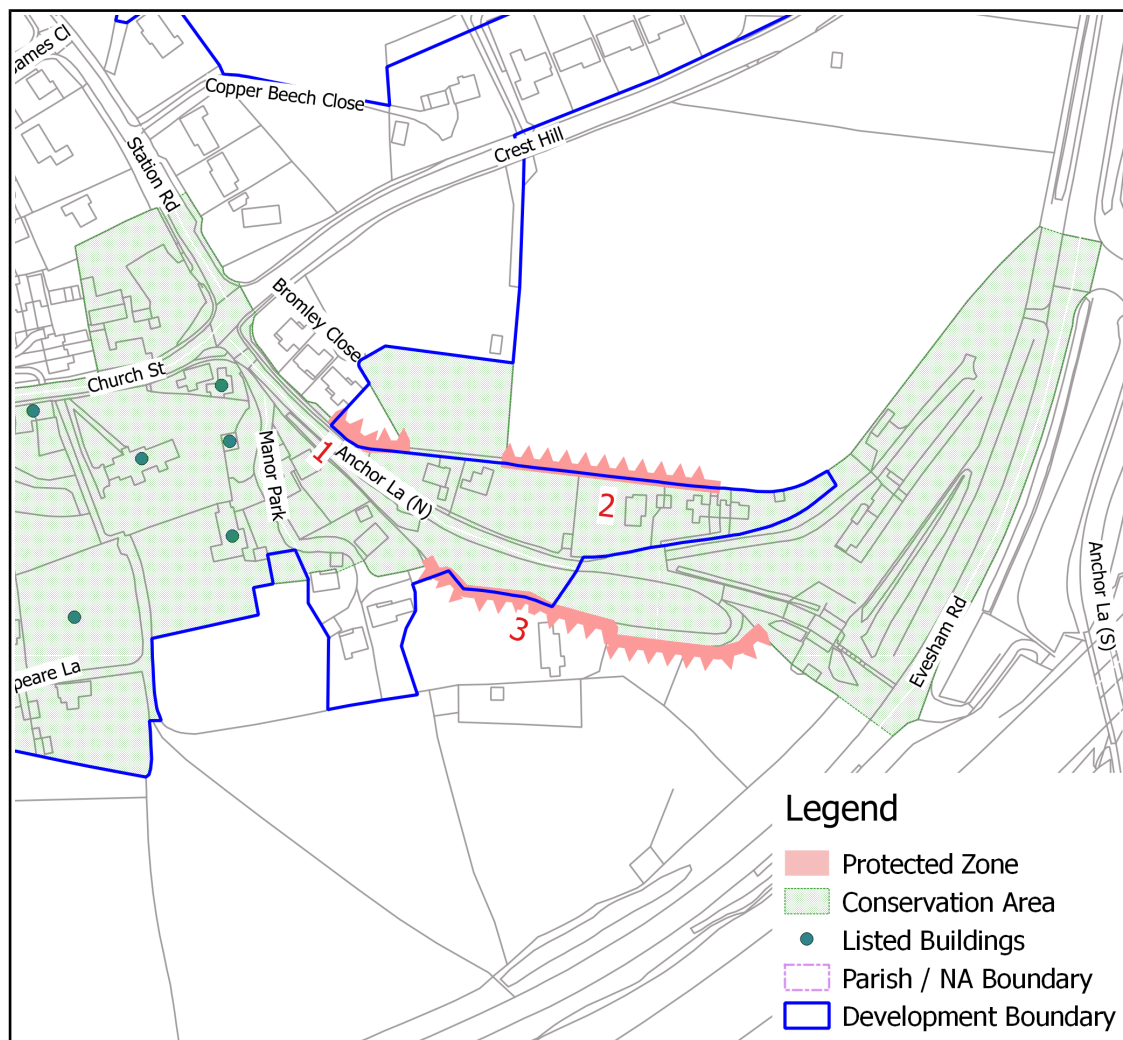 James Cl
Copper Beech Close
Crest Hill
Station Rd
Bromley Close
Church St
Manor Park
1
Anchor La (N)
2
3
Anchor La (S)
Evesham Rd
peare La
Legend
Protected Zone
Conservation Area
Listed Buildings
Parish / NA Boundary
Development Boundary